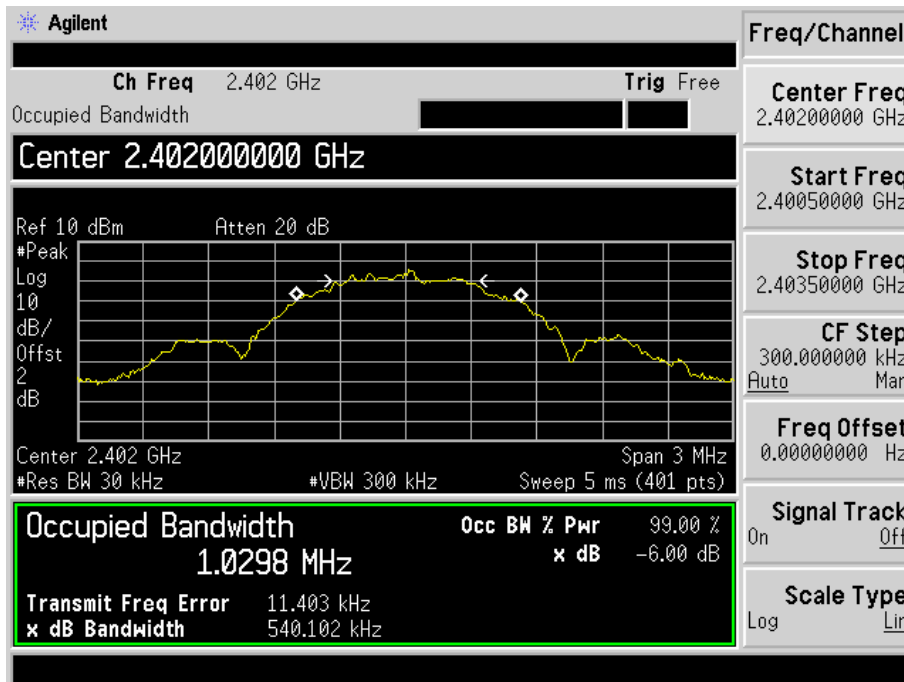 Agilent
Freq/Channel
Ch Freq 2.402 GHz Trig Free
Occupied Bandwidth
Center 2.402000000 GHz
Ref 10 dBm Atten 20 dB
#Peak
Log
10
dB/
Offst
2
dB
Center 2.402 GHz Span 3 MHz
#Res BW 30 kHz #VBW 300 kHz Sweep 5 ms (401 pts)
Occupied Bandwidth
1.0298 MHz
Occ BW % Pwr 99.00 %
x dB -6.00 dB
Transmit Freq Error 11.403 kHz
x dB Bandwidth 540.102 kHz
Center Freq
2.40200000 GHz
Start Freq
2.40050000 GHz
Stop Freq
2.40350000 GHz
CF Step
300.000000 kHz
Auto Man
Freq Offset
0.00000000 Hz
Signal Track
On Off
Scale Type
Log Lin